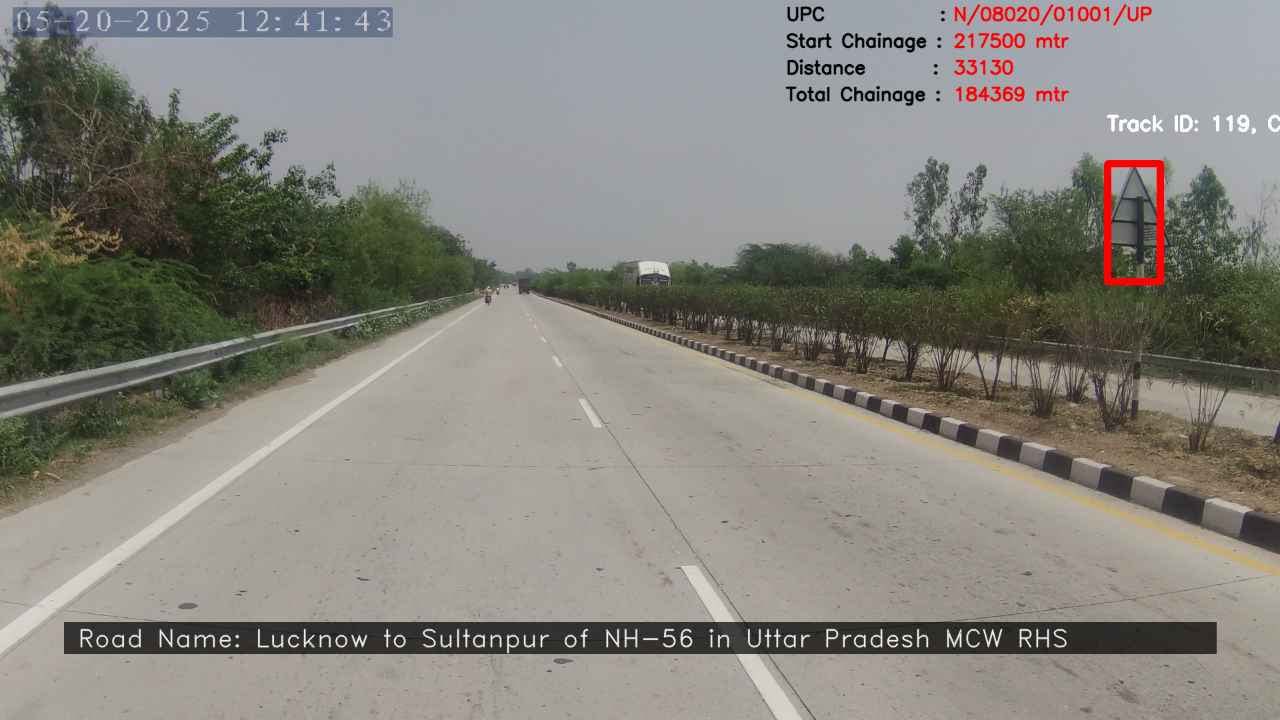 05-20-2025 12:41:43
UPC : N/08020/01001/UP
Start Chainage : 217500 mtr
Distance : 33130
Total Chainage : 184369 mtr
Track ID: 119, C
Road Name: Lucknow to Sultanpur of NH-56 in Uttar Pradesh MCW RHS